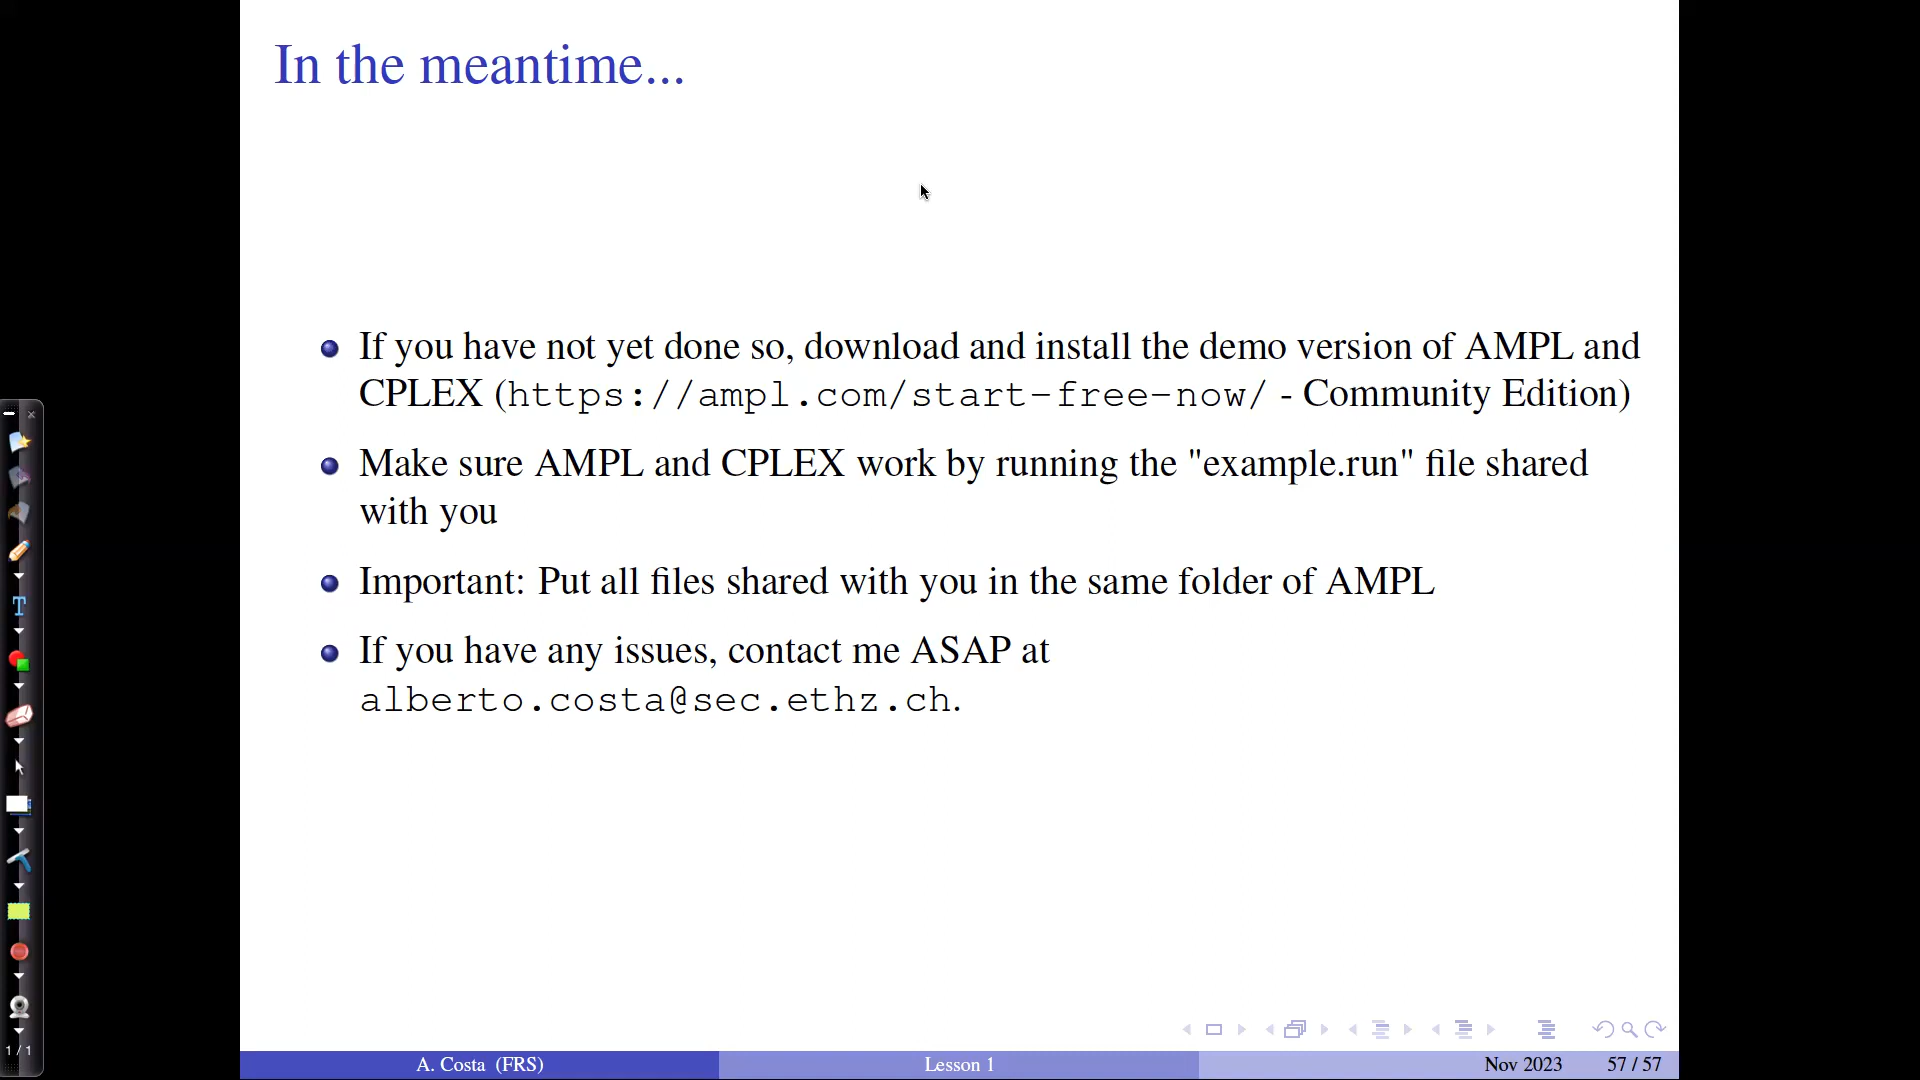 In the meantime...
If you have not yet done so, download and install the demo version of AMPL and
CPLEX (https://ampl.com/start-free-now/ - Community Edition)
Make sure AMPL and CPLEX work by running the "example.run" file shared
with you
Important: Put all files shared with you in the same folder of AMPL
If you have any issues, contact me ASAP at
alberto.costa@sec.ethz.ch.
T
1 / 1
A. Costa (FRS) Lesson 1 Nov 2023 57 / 57